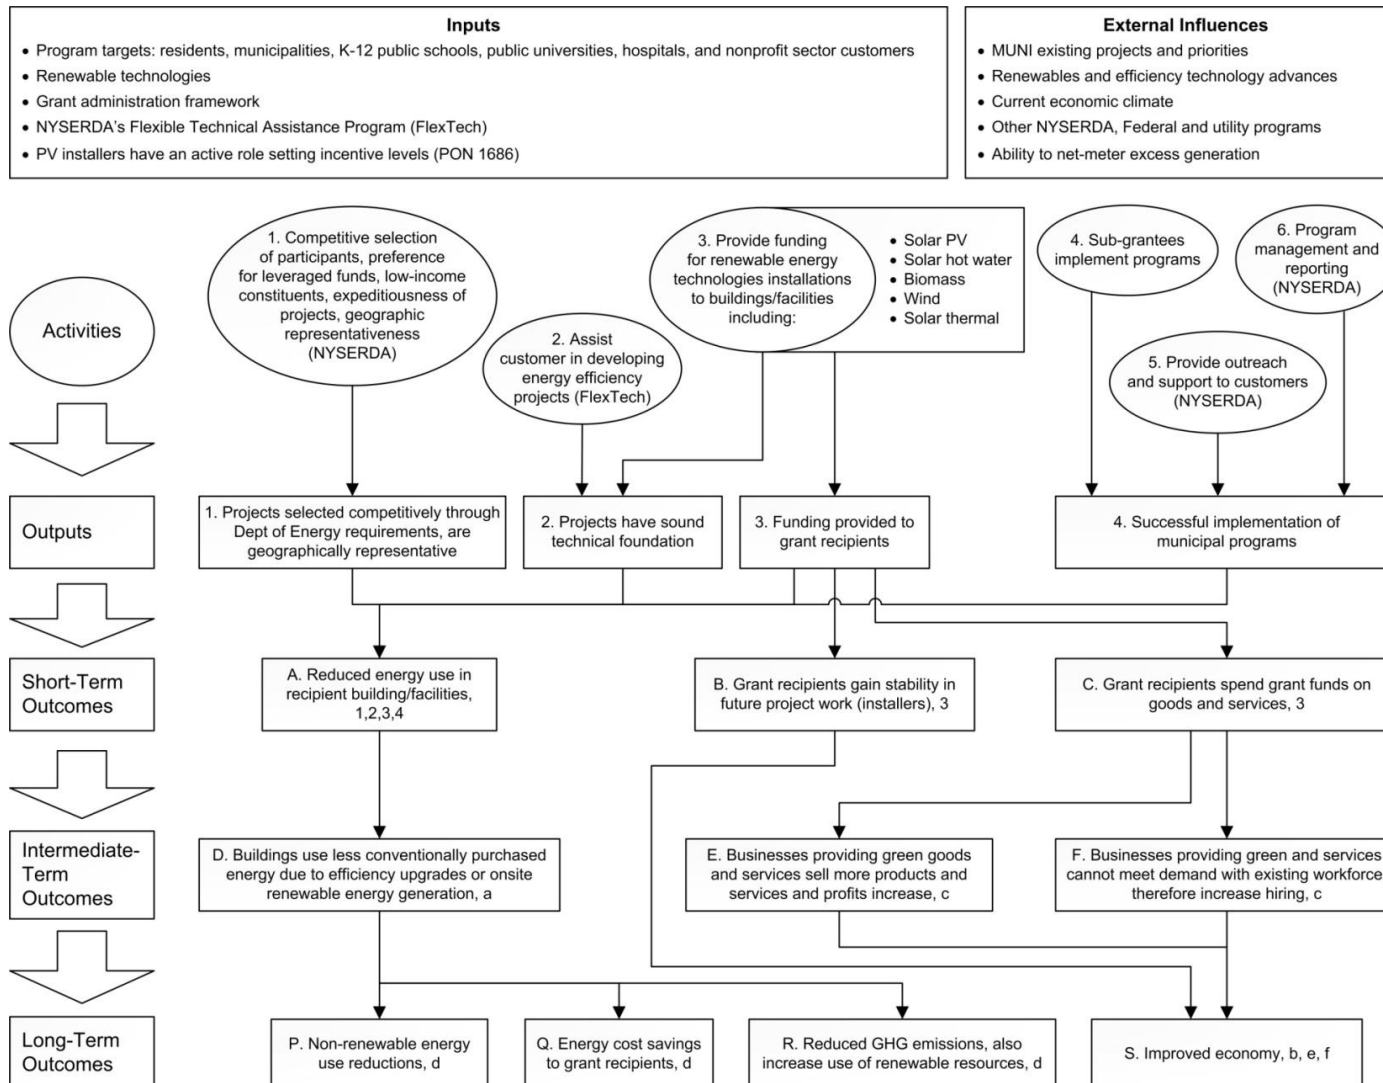 Inputs
• Program targets: residents, municipalities, K-12 public schools, public universities, hospitals, and nonprofit sector customers
• Renewable technologies
• Grant administration framework
• NYSERDA's Flexible Technical Assistance Program (FlexTech)
• PV installers have an active role setting incentive levels (PON 1686)
External Influences
• MUNI existing projects and priorities
• Renewables and efficiency technology advances
• Current economic climate
• Other NYSERDA, Federal and utility programs
• Ability to net-meter excess generation
Activities
1. Competitive selection
of participants, preference
for leveraged funds, low-income
constituents, expeditiousness of
projects, geographic
representativeness
(NYSERDA)
2. Assist
customer in developing
energy efficiency
projects (FlexTech)
3. Provide funding
for renewable energy
technologies installations
to buildings/facilities
including:
• Solar PV
• Solar hot water
• Biomass
• Wind
• Solar thermal
4. Sub-grantees
implement programs
5. Provide outreach
and support to customers
(NYSERDA)
6. Program
management and
reporting
(NYSERDA)
Outputs
1. Projects selected competitively through
Dept of Energy requirements, are
geographically representative
2. Projects have sound
technical foundation
3. Funding provided to
grant recipients
4. Successful implementation of
municipal programs
Short-Term
Outcomes
A. Reduced energy use in
recipient building/facilities,
1,2,3,4
B. Grant recipients gain stability in
future project work (installers), 3
C. Grant recipients spend grant funds on
goods and services, 3
Intermediate-
Term
Outcomes
D. Buildings use less conventionally purchased
energy due to efficiency upgrades or onsite
renewable energy generation, a
E. Businesses providing green goods
and services sell more products and
services and profits increase, c
F. Businesses providing green and services
cannot meet demand with existing workforce
therefore increase hiring, c
Long-Term
Outcomes
P. Non-renewable energy
use reductions, d
Q. Energy cost savings
to grant recipients, d
R. Reduced GHG emissions, also
increase use of renewable resources, d
S. Improved economy, b, e, f